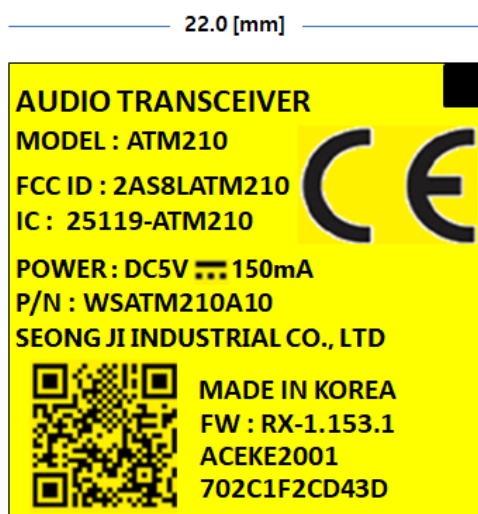 22.0 [mm]
AUDIO TRANSCEIVER
MODEL : ATM210
CE
FCC ID : 2AS8LATM210
IC : 25119-ATM210
POWER : DC5V ⎓ 150mA
P/N : WSATM210A10
SEONG JI INDUSTRIAL CO., LTD
MADE IN KOREA
FW : RX-1.153.1
ACEKE2001
702C1F2CD43D